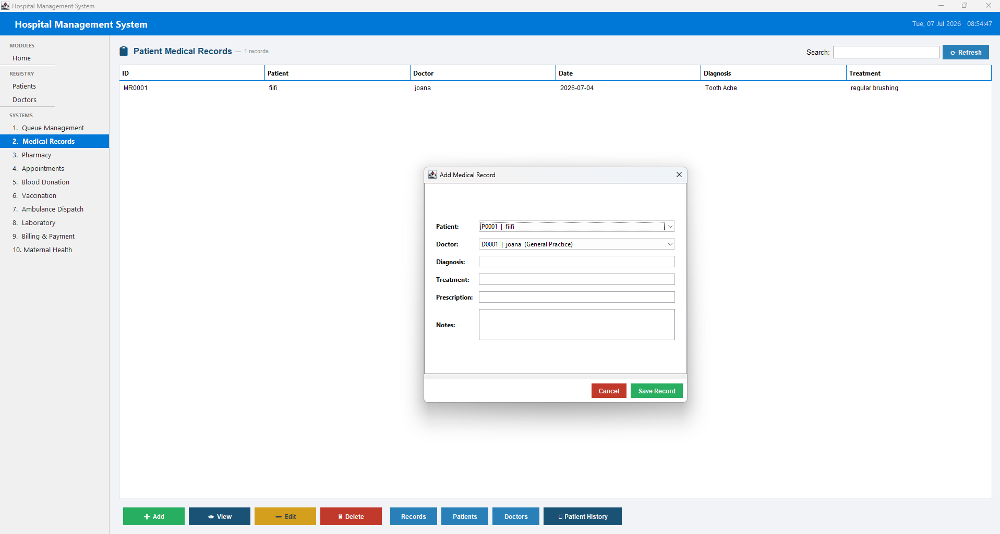 Hospital Management System
Hospital Management System
Tue, 07 Jul 2026 08:54:47
MODULES
Home
REGISTRY
Patients
Doctors
SYSTEMS
1. Queue Management
2. Medical Records
3. Pharmacy
4. Appointments
5. Blood Donation
6. Vaccination
7. Ambulance Dispatch
8. Laboratory
9. Billing & Payment
10. Maternal Health
Patient Medical Records — 1 records
Search:
Refresh
ID Patient Doctor Date Diagnosis Treatment
MR0001 fiifi joana 2026-07-04 Tooth Ache regular brushing
Add Medical Record
Patient: P0001 | fiifi
Doctor: D0001 | joana (General Practice)
Diagnosis:
Treatment:
Prescription:
Notes:
Cancel Save Record
Add View Edit Delete Records Patients Doctors Patient History